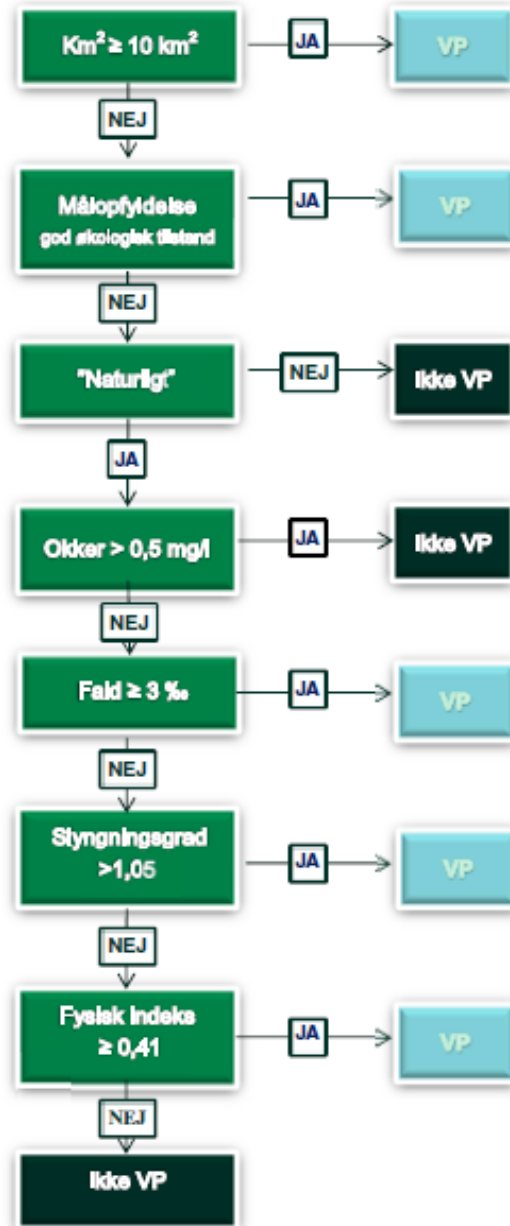 Km² ≥ 10 km²
JA
VP
NEJ
Målopfyldelse
god økologisk tilstand
JA
VP
NEJ
"Naturligt"
NEJ
Ikke VP
JA
Okker > 0,5 mg/l
JA
Ikke VP
NEJ
Fald ≥ 3 ‰
JA
VP
NEJ
Slyngningsgrad
>1,05
JA
VP
NEJ
Fysisk indeks
≥ 0,41
JA
VP
NEJ
Ikke VP